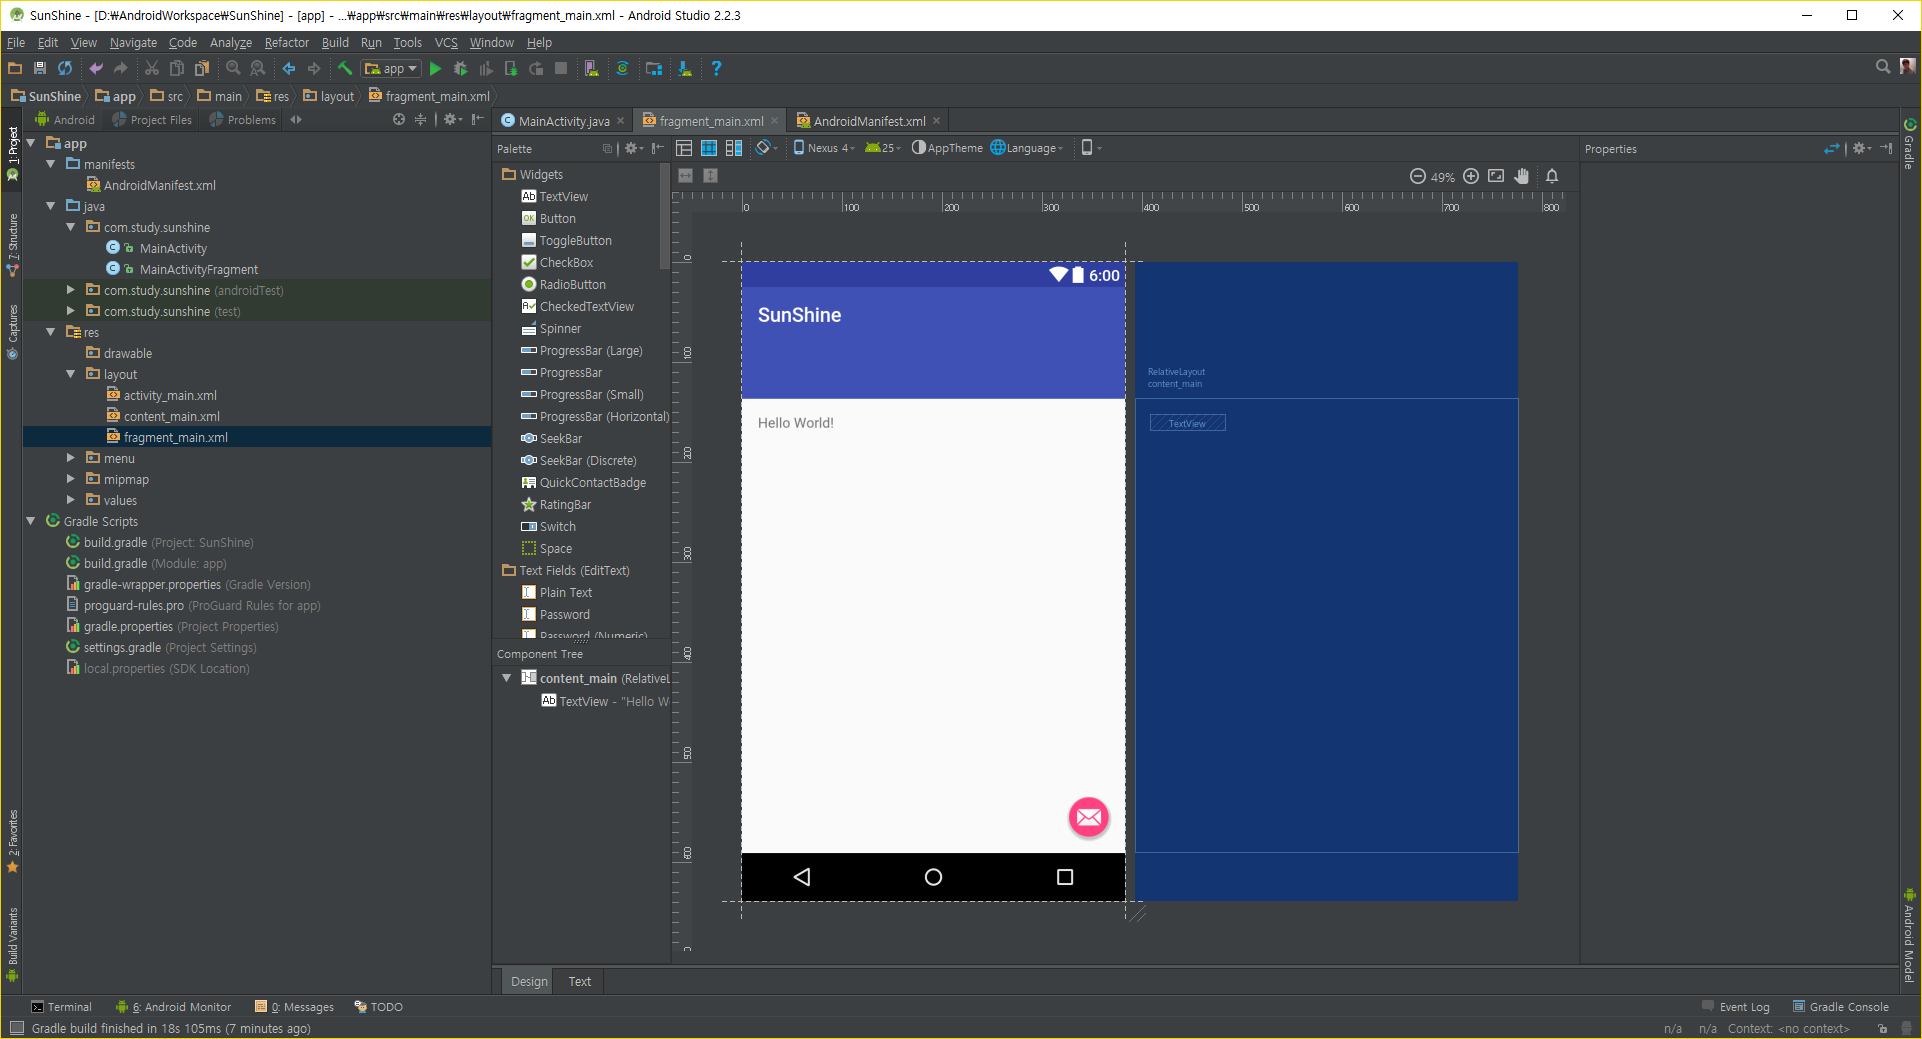 SunShine - [D:₩AndroidWorkspace₩SunShine] - [app] - ...₩app₩src₩main₩res₩layout₩fragment_main.xml - Android Studio 2.2.3
File Edit View Navigate Code Analyze Refactor Build Run Tools VCS Window Help
app
SunShine app src main res layout fragment_main.xml
Android Project Files Problems
MainActivity.java fragment_main.xml AndroidManifest.xml
1: Project
7: Structure
Captures
2: Favorites
Build Variants
app
manifests
AndroidManifest.xml
java
com.study.sunshine
MainActivity
MainActivityFragment
com.study.sunshine (androidTest)
com.study.sunshine (test)
res
drawable
layout
activity_main.xml
content_main.xml
fragment_main.xml
menu
mipmap
values
Gradle Scripts
build.gradle (Project: SunShine)
build.gradle (Module: app)
gradle-wrapper.properties (Gradle Version)
proguard-rules.pro (ProGuard Rules for app)
gradle.properties (Project Properties)
settings.gradle (Project Settings)
local.properties (SDK Location)
Palette
Widgets
Ab TextView
OK Button
ToggleButton
CheckBox
RadioButton
CheckedTextView
Spinner
ProgressBar (Large)
ProgressBar
ProgressBar (Small)
ProgressBar (Horizontal)
SeekBar
SeekBar (Discrete)
QuickContactBadge
RatingBar
Switch
Space
Text Fields (EditText)
Plain Text
Password
Password (Numeric)
Component Tree
content_main (RelativeL
Ab TextView - "Hello W
Nexus 4 25 AppTheme Language
49%
0 100 200 300 400 500 600 700 800
0
100
200
300
400
500
600
0
6:00
SunShine
Hello World!
RelativeLayout
content_main
TextView
Properties
Gradle
Android Model
Design Text
Terminal 6: Android Monitor 0: Messages TODO
Event Log Gradle Console
Gradle build finished in 18s 105ms (7 minutes ago)
n/a n/a Context: <no context>